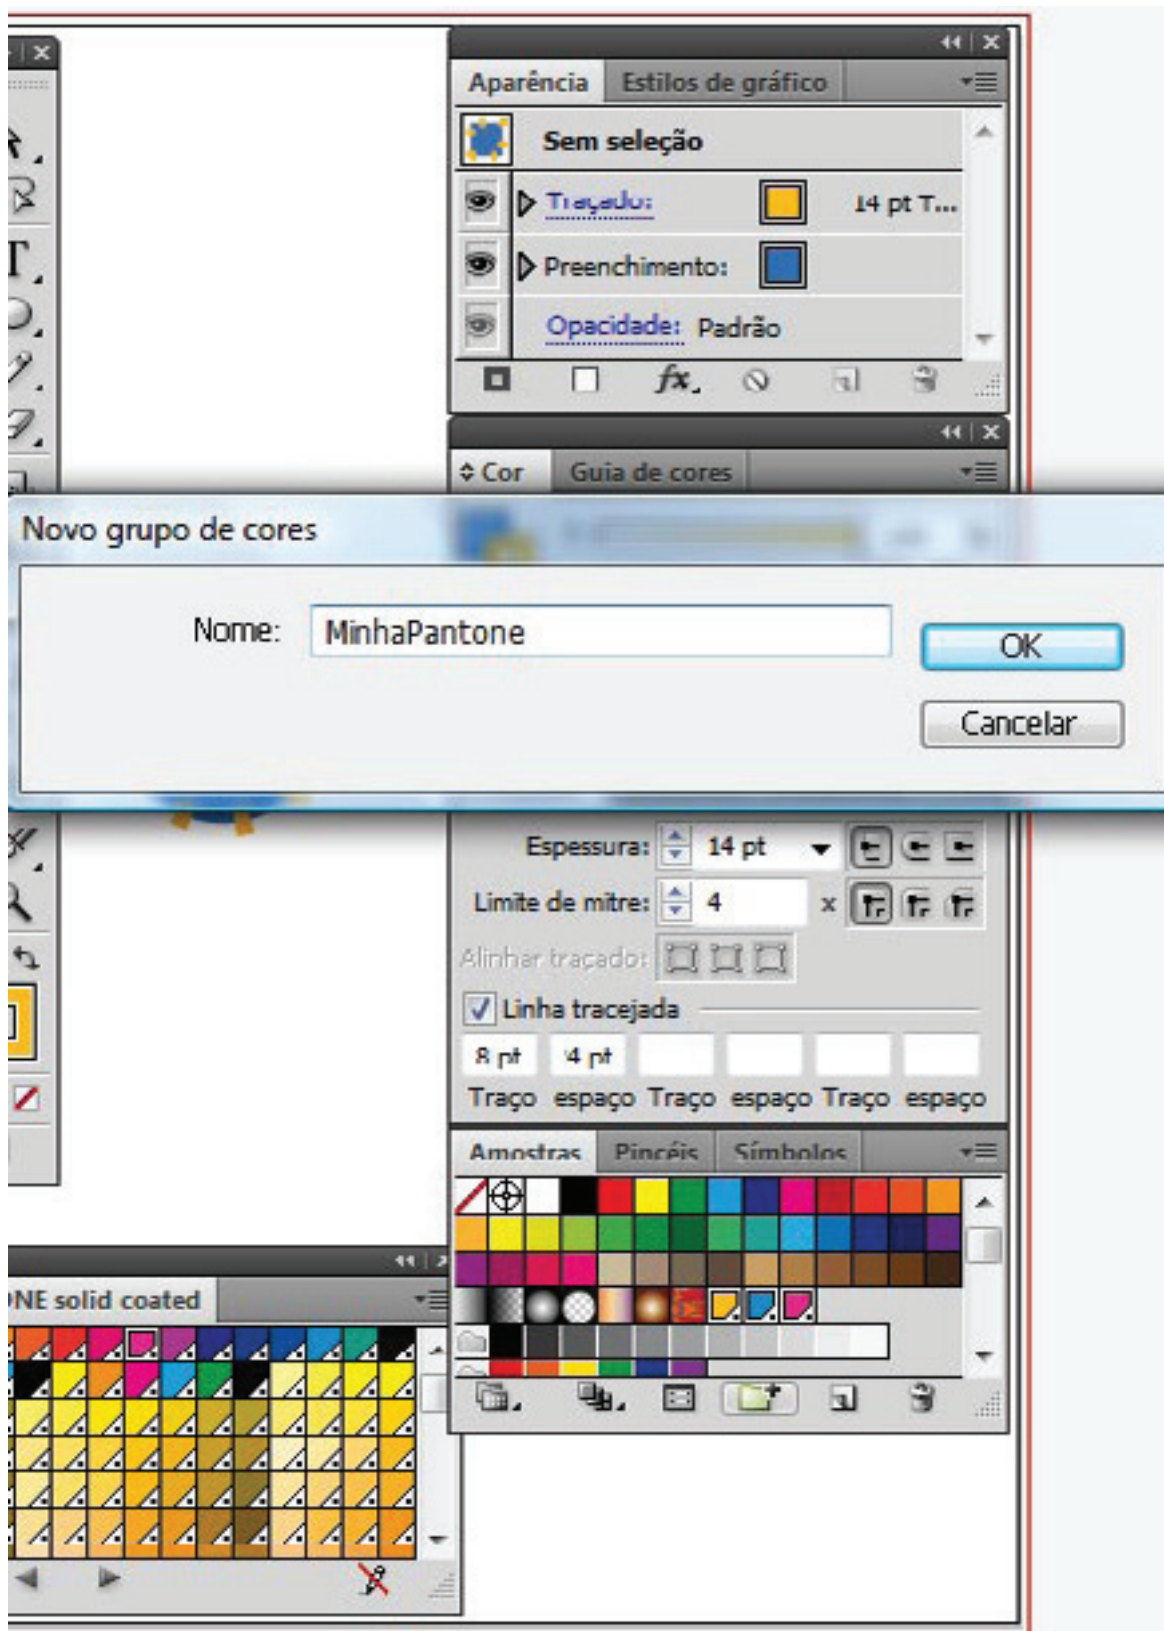 Aparência Estilos de gráfico
Sem seleção
Traçado: 14 pt T...
Preenchimento:
Opacidade: Padrão
fx.
Cor Guia de cores
Novo grupo de cores
Nome: MinhaPantone OK
Cancelar
Espessura: 14 pt
Limite de mitre: 4 x
Alinhar traçado:
Linha tracejada
8 pt 4 pt
Traço espaço Traço espaço Traço espaço
Amostras Pincéis Símbolos
NE solid coated